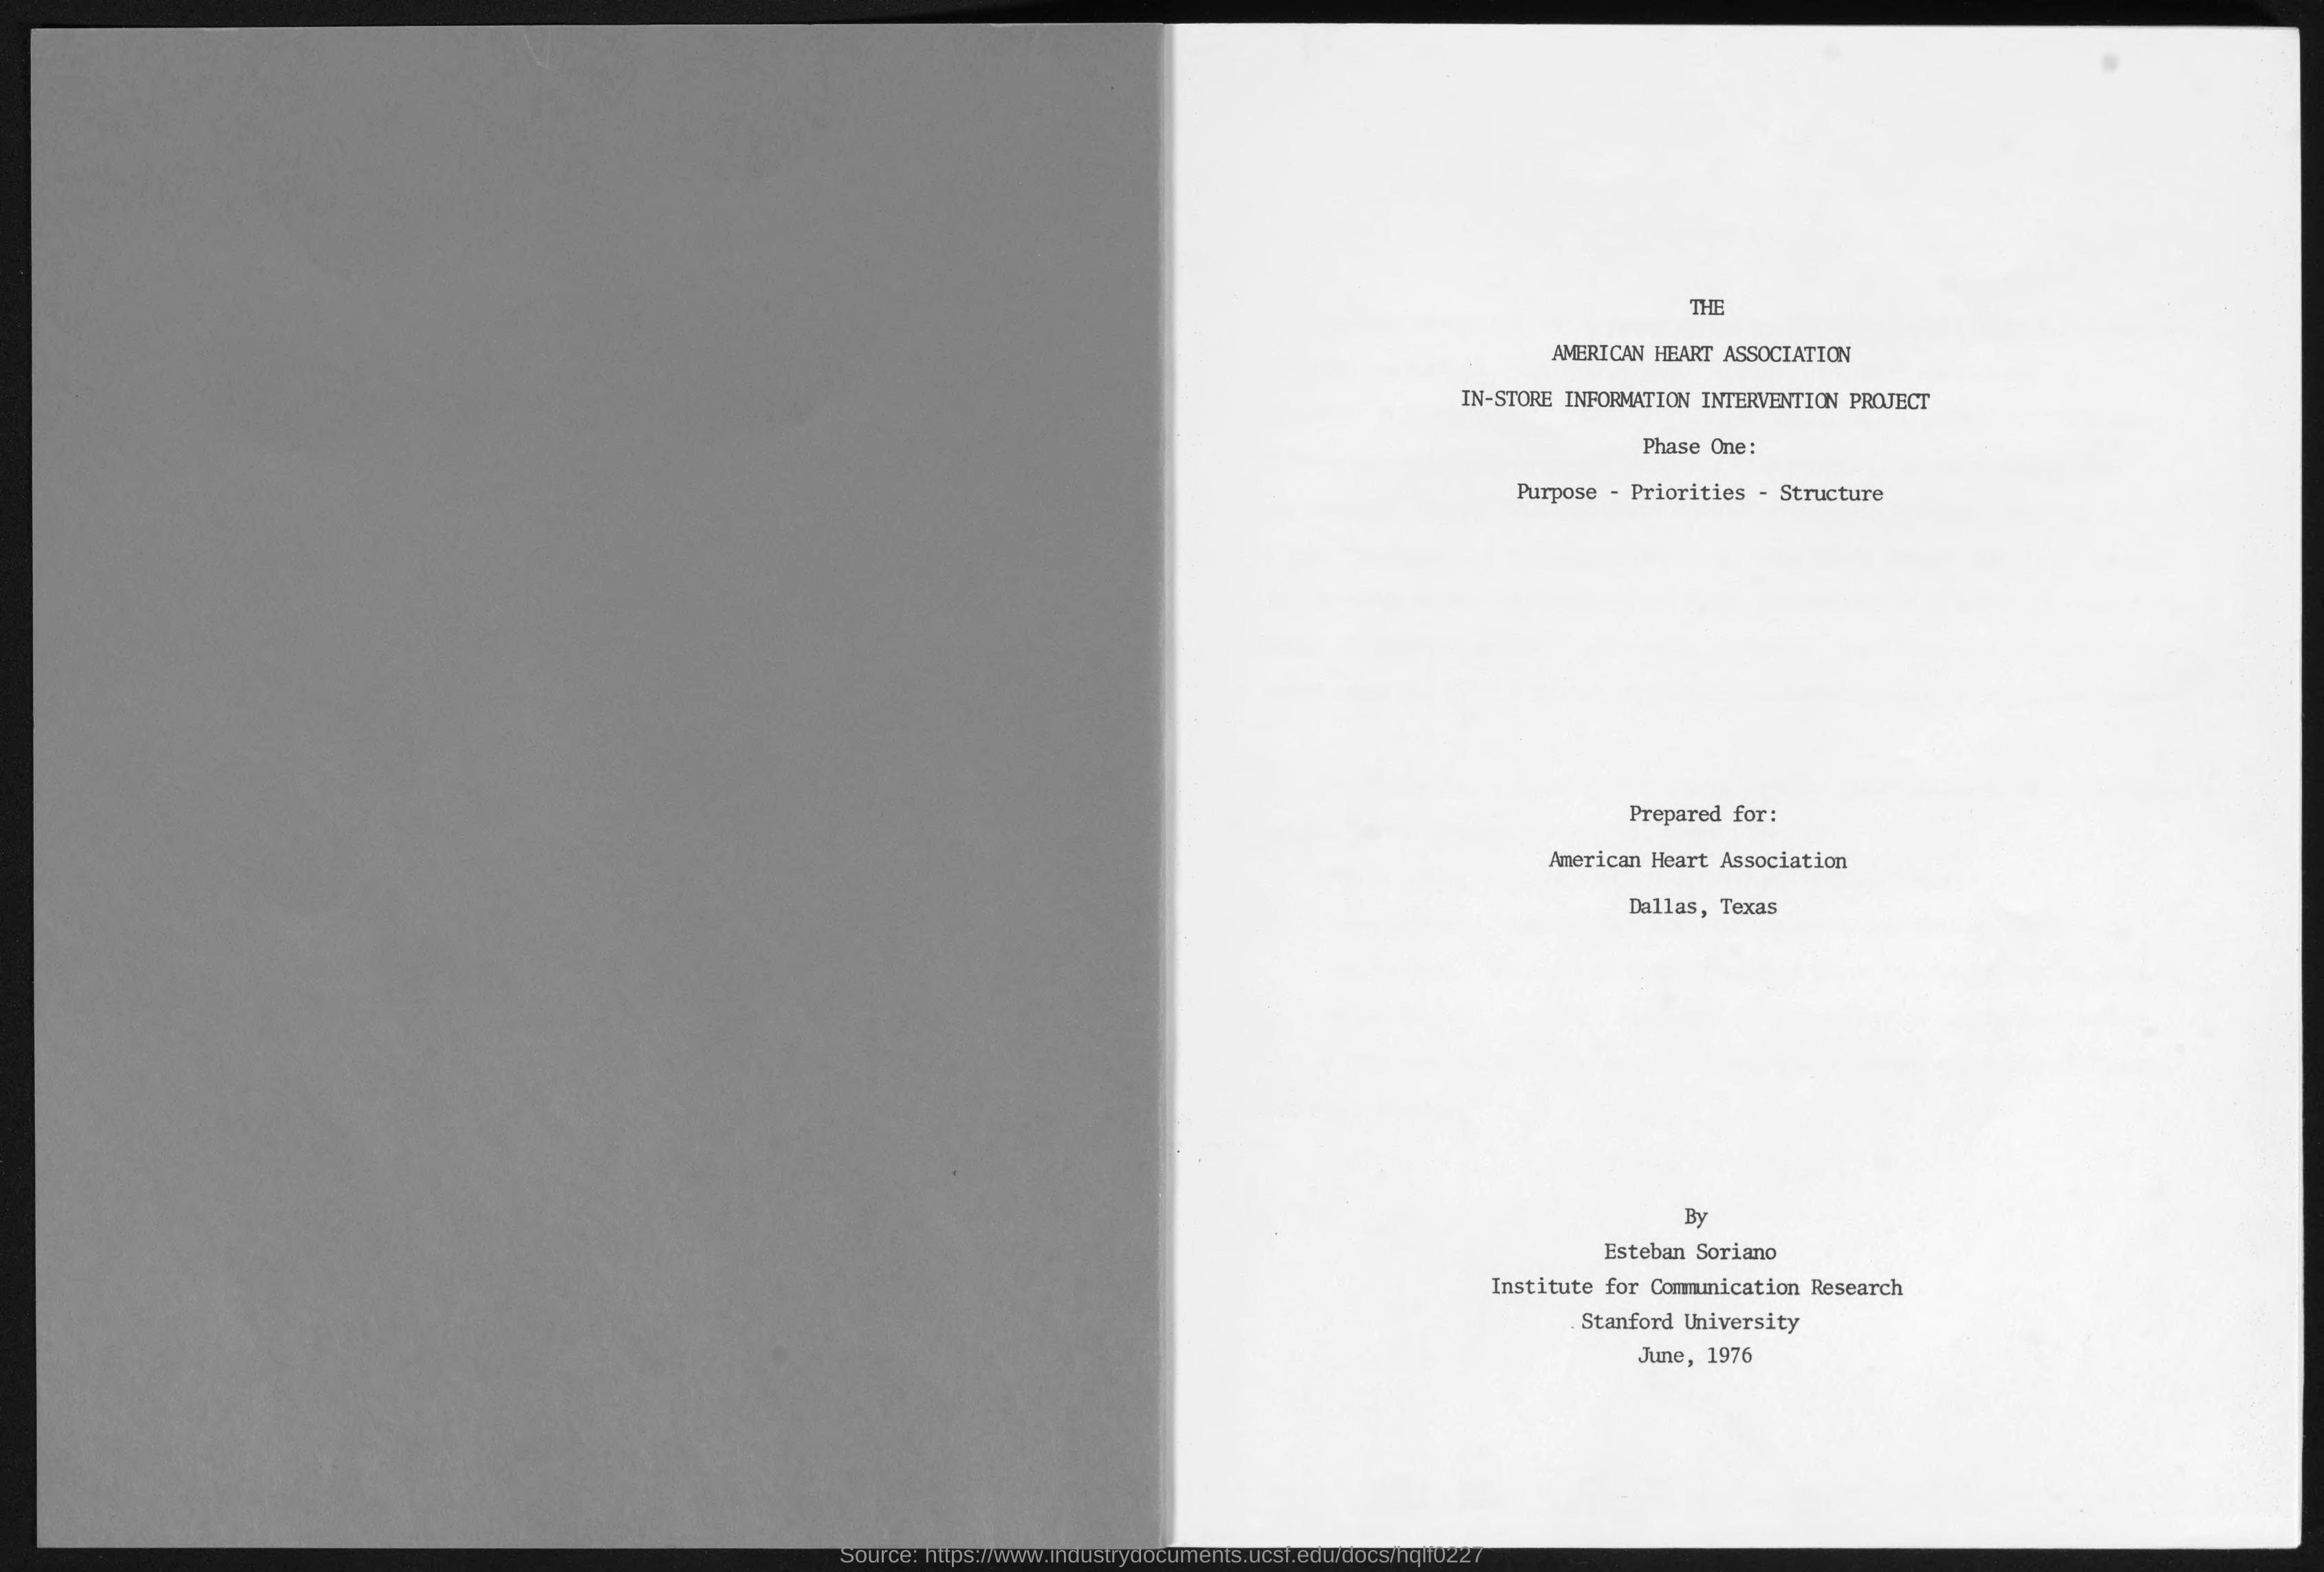 THE
AMERICAN HEART ASSOCIATION
IN-STORE INFORMATION INTERVENTION PROJECT
Phase One:
Purpose - Priorities - Structure
Prepared for:
American Heart Association
Dallas, Texas
By
Esteban Soriano
Institute for Communication Research
Stanford University
June, 1976
Source: https://www.industrydocuments.ucsf.edu/docs/hqlf0227